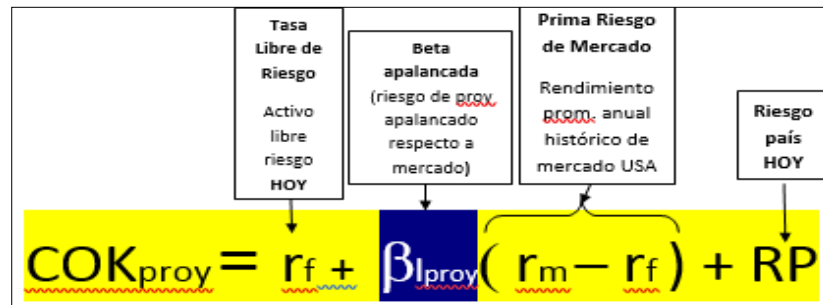 Tasa
Libre de
Riesgo
Activo
libre
riesgo
HOY
Beta
apalancada
(riesgo de proy
apalancado
respecto a
mercado)
Prima Riesgo
de Mercado
Rendimiento
prom. anual
histórico de
mercado USA
Riesgo
país
HOY
COKproy = rf + βlproy ( rm – rf ) + RP